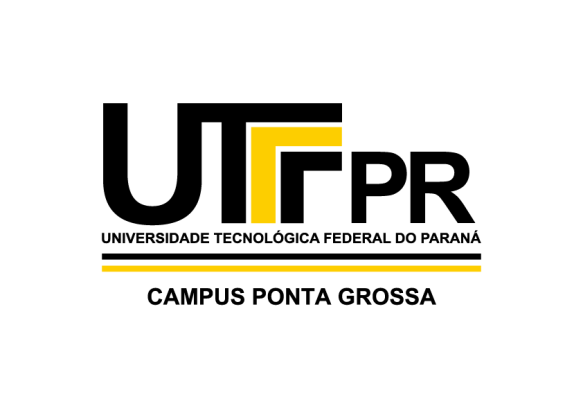 UTFPR
UNIVERSIDADE TECNOLÓGICA FEDERAL DO PARANÁ
CAMPUS PONTA GROSSA